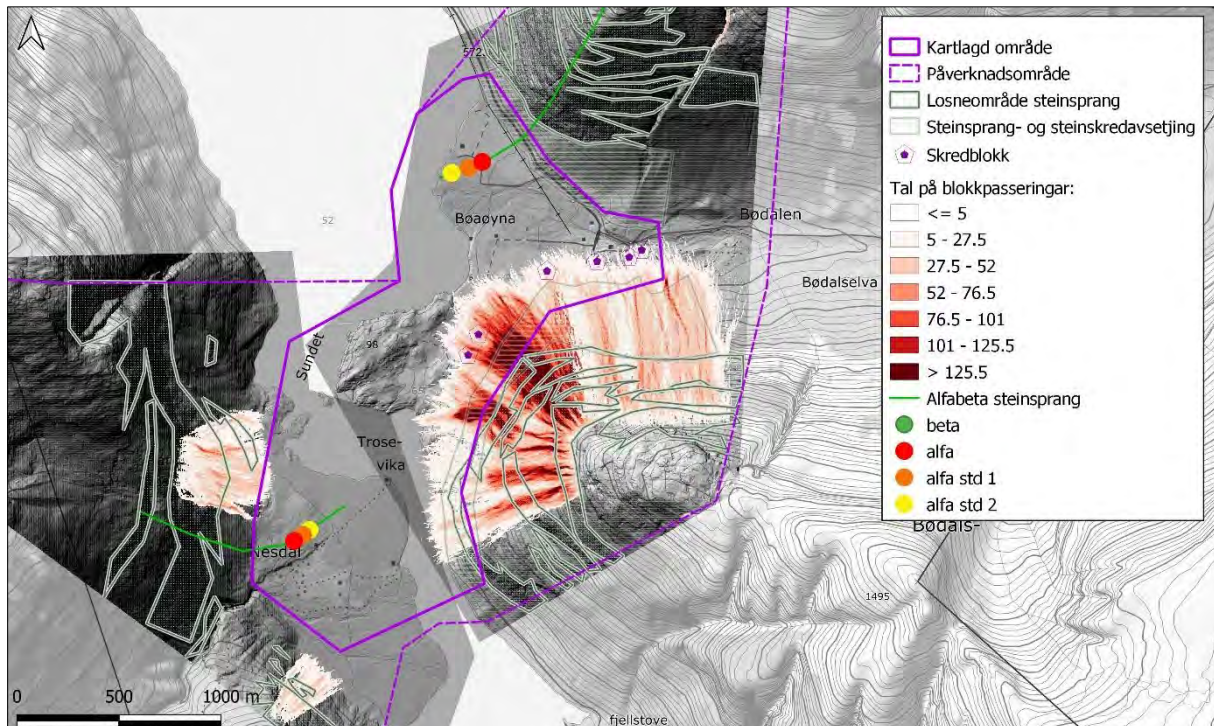 572
52
Bøaøyna
Bødalen
Bødalselva
Sundet
98
Trose-
vika
Nesdal
Bødals-
1495
fjellstove
0 500 1000 m
Kartlagd område
Påverknadsområde
Losneområde steinsprang
Steinsprang- og steinskredavsetjing
Skredblokk
Tal på blokkpasseringar:
<= 5
5 - 27.5
27.5 - 52
52 - 76.5
76.5 - 101
101 - 125.5
> 125.5
Alfabeta steinsprang
beta
alfa
alfa std 1
alfa std 2